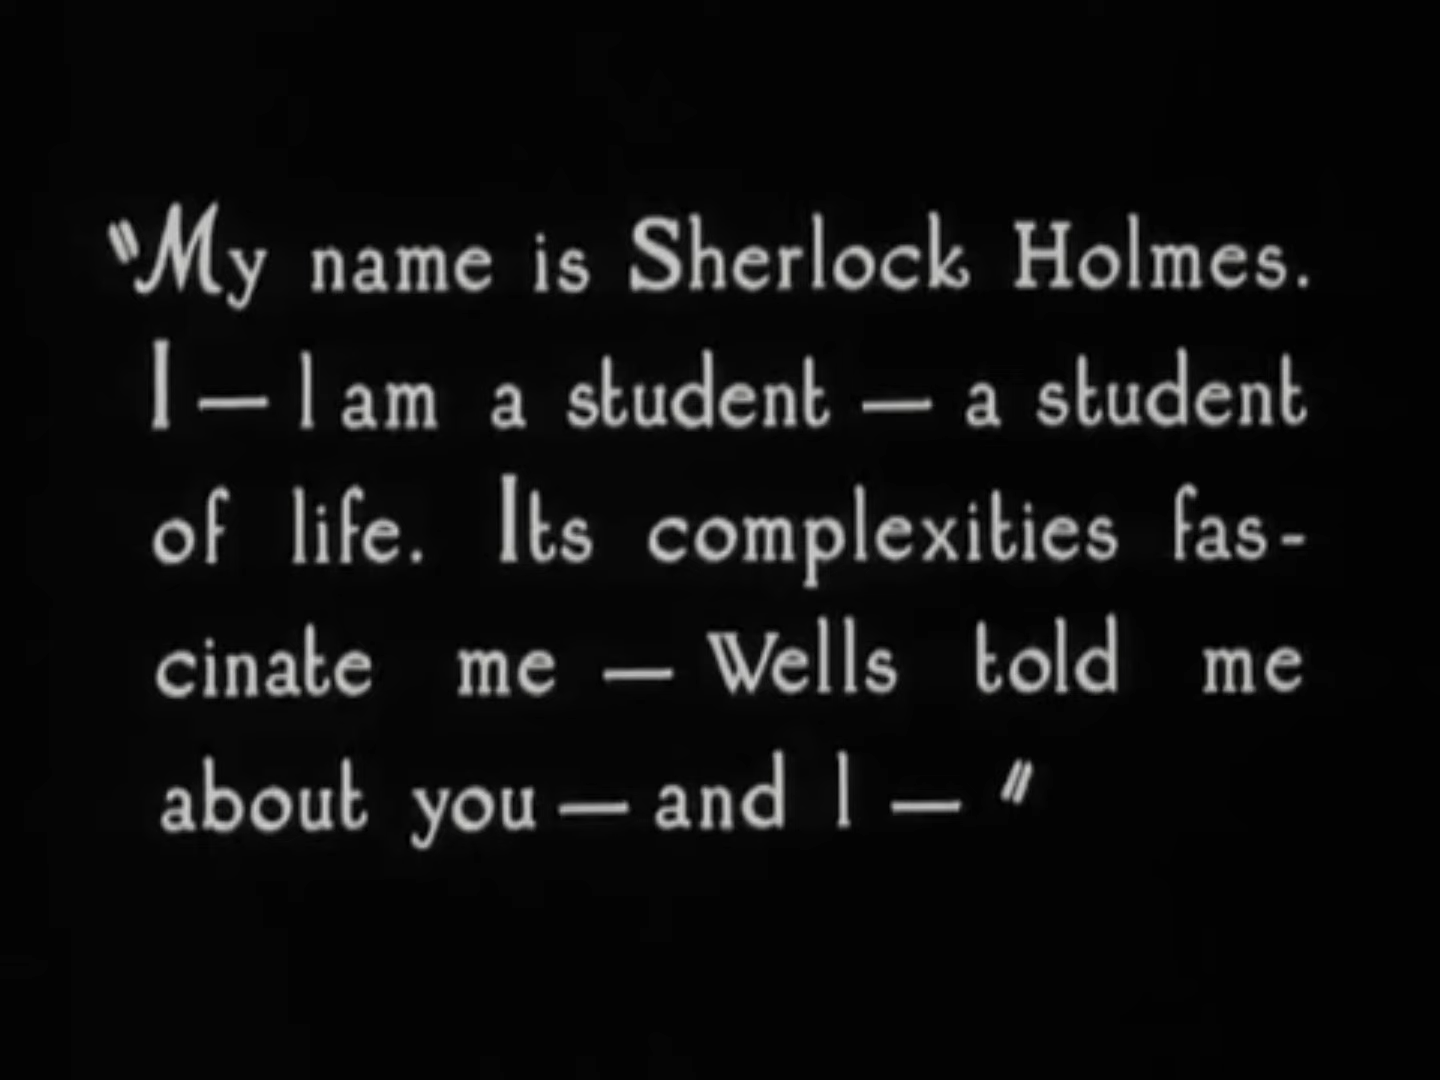 "My name is Sherlock Holmes.
I — I am a student — a student
of life. Its complexities fas-
cinate me — Wells told me
about you — and I — "